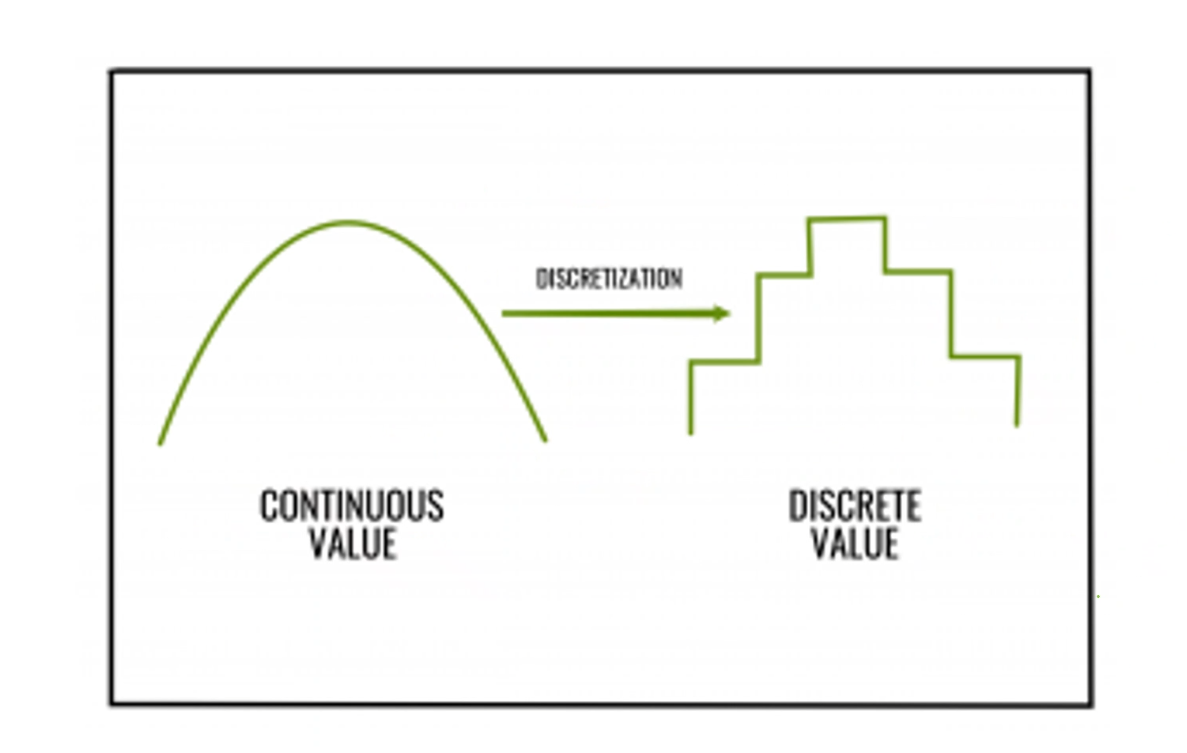 DISCRETIZATION
CONTINUOUS
VALUE
DISCRETE
VALUE